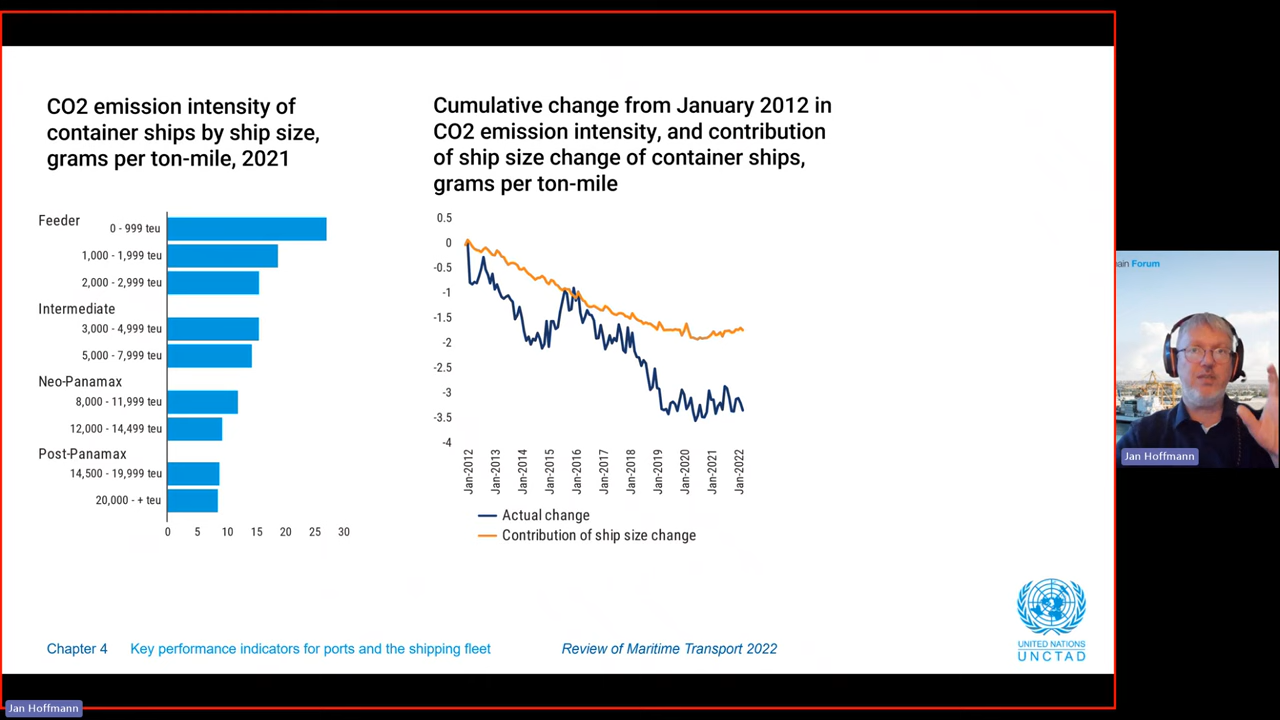 CO2 emission intensity of
container ships by ship size,
grams per ton-mile, 2021
Feeder
0 - 999 teu
1,000 - 1,999 teu
2,000 - 2,999 teu
Intermediate
3,000 - 4,999 teu
5,000 - 7,999 teu
Neo-Panamax
8,000 - 11,999 teu
12,000 - 14,499 teu
Post-Panamax
14,500 - 19,999 teu
20,000 - + teu
0 5 10 15 20 25 30
Cumulative change from January 2012 in
CO2 emission intensity, and contribution
of ship size change of container ships,
grams per ton-mile
0.5
0
-0.5
-1
-1.5
-2
-2.5
-3
-3.5
-4
Jan-2012
Jan-2013
Jan-2014
Jan-2015
Jan-2016
Jan-2017
Jan-2018
Jan-2019
Jan-2020
Jan-2021
Jan-2022
Actual change
Contribution of ship size change
Chapter 4 Key performance indicators for ports and the shipping fleet Review of Maritime Transport 2022
UNITED NATIONS
UNCTAD
ain Forum
Jan Hoffmann
Jan Hoffmann